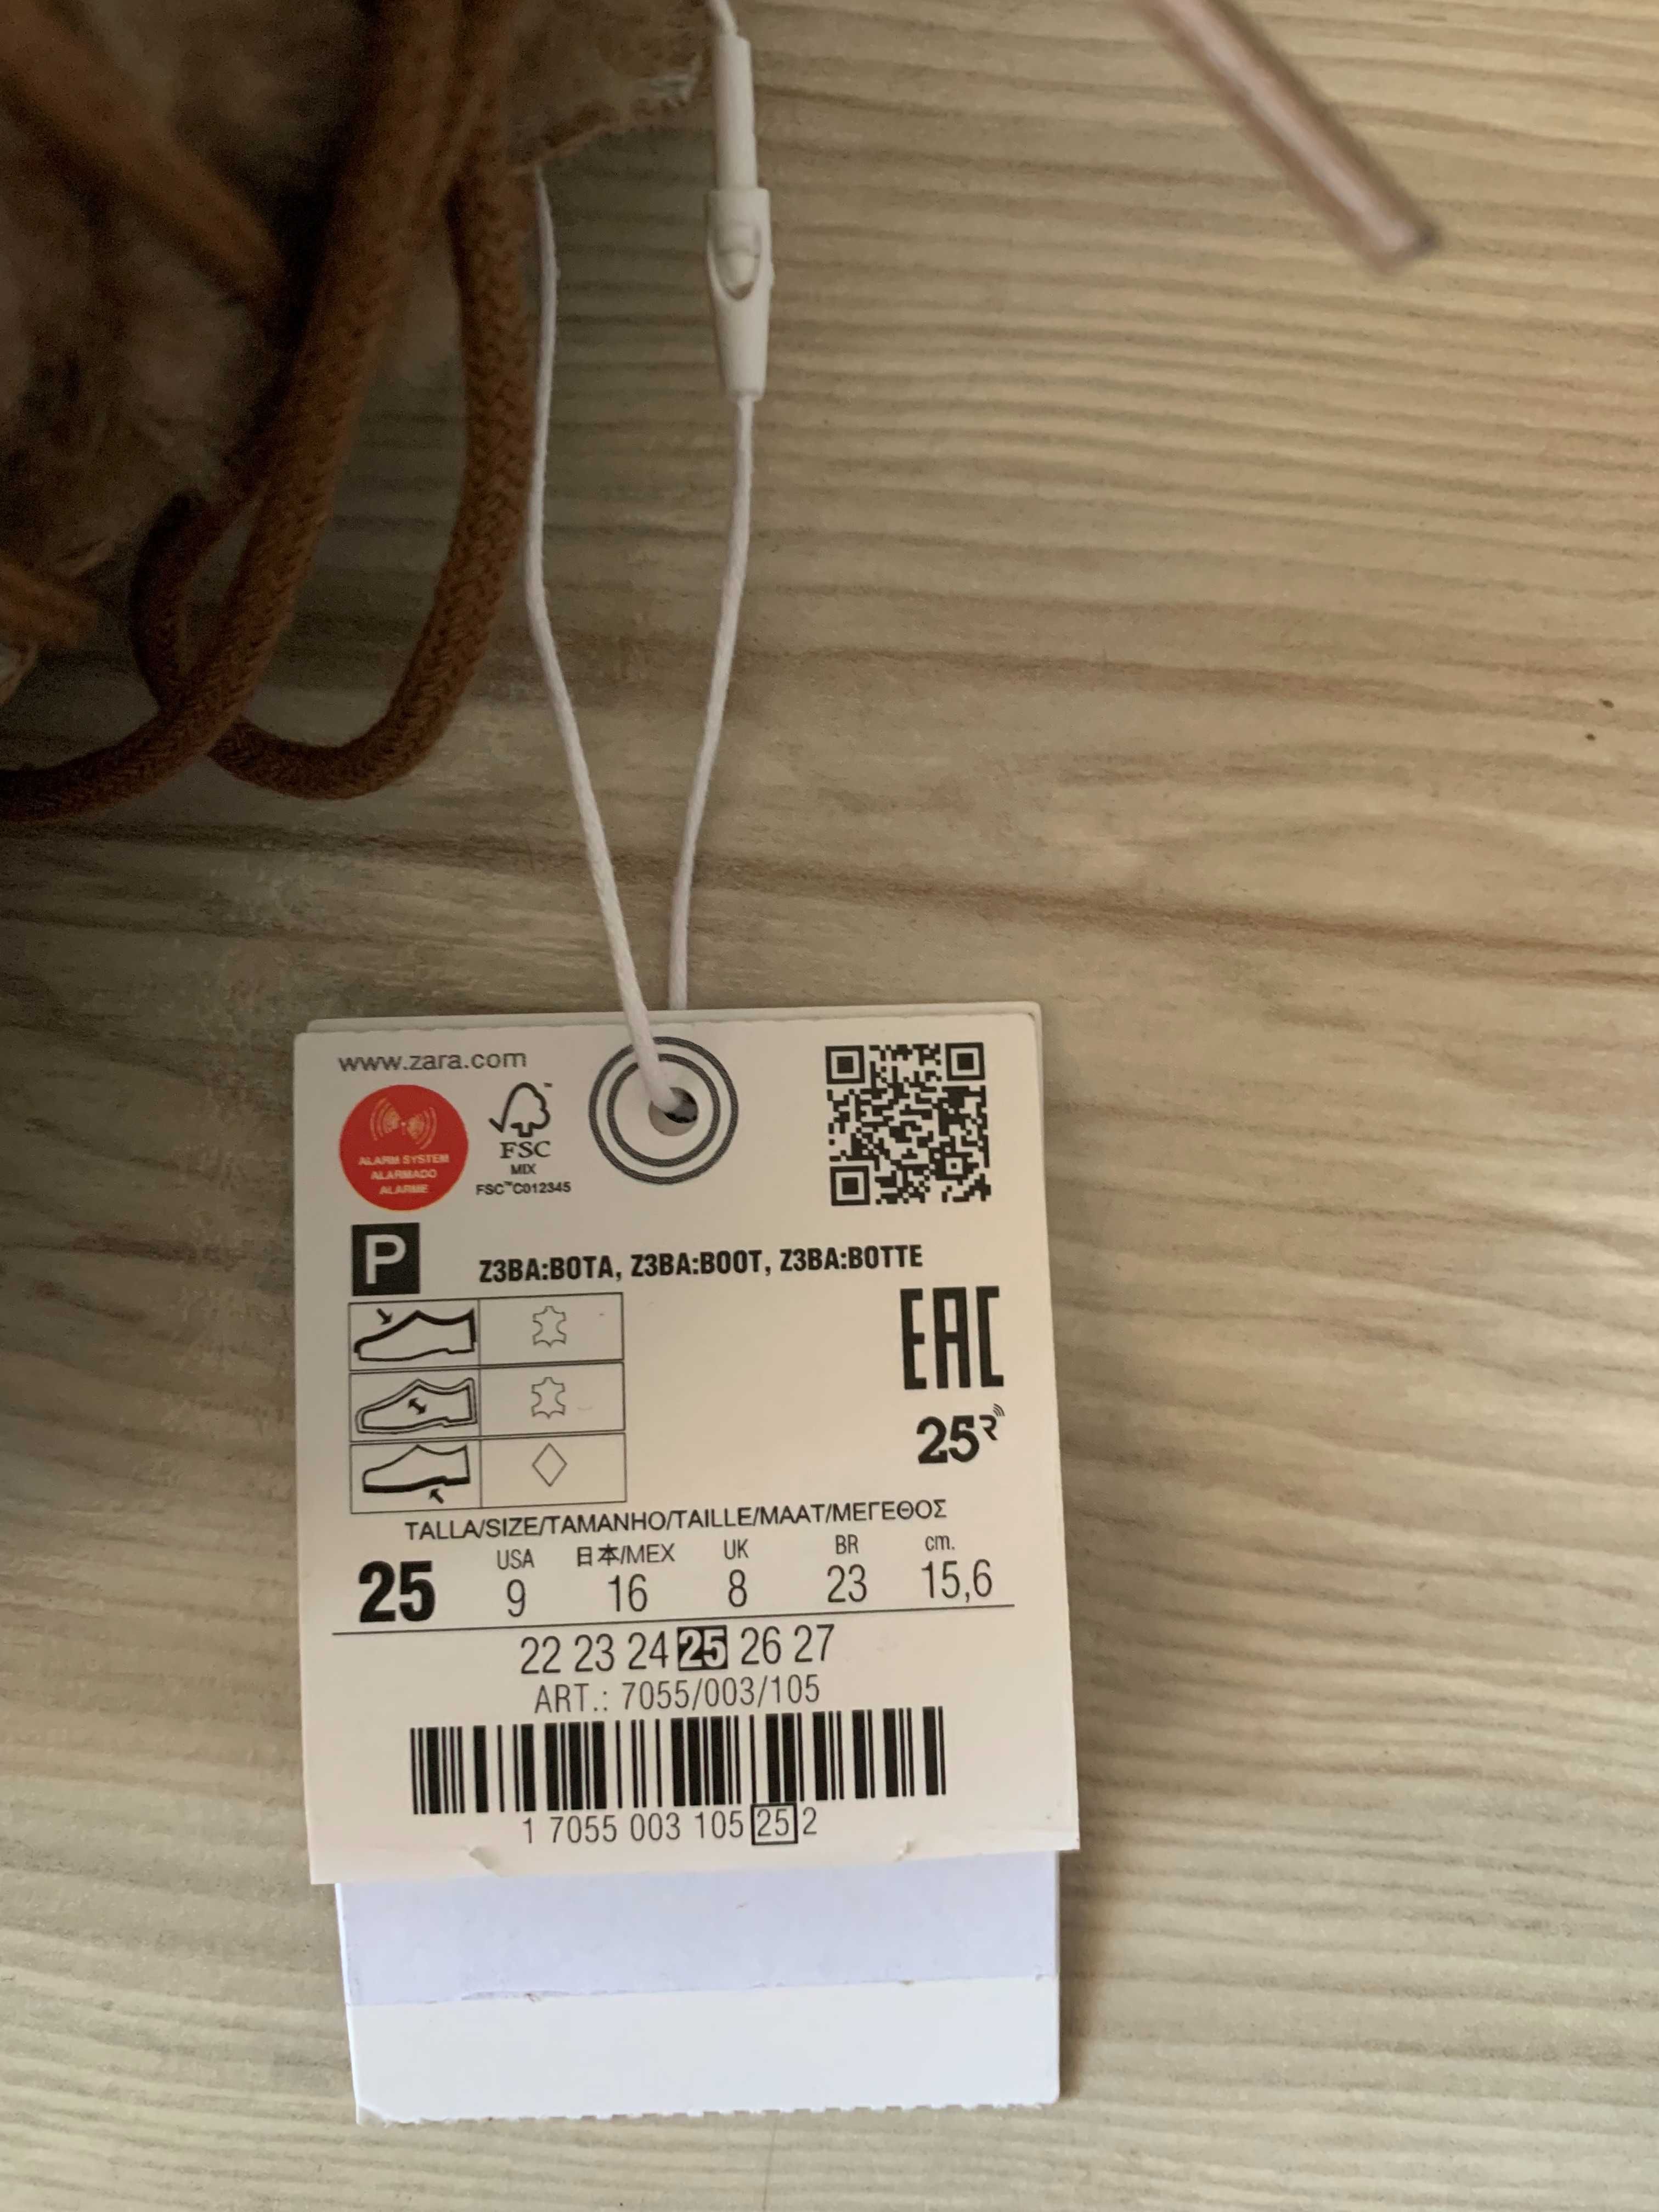 www.zara.com
ALARM SYSTEM
ALARMADO
ALARME
FSC
MIX
FSC™C012345
P
Z3BA:BOTA, Z3BA:BOOT, Z3BA:BOTTE
EAC
25R
TALLA/SIZE/TAMANHO/TAILLE/MAAT/ΜΕΓΕΘΟΣ
USA 日本/MEX UK BR cm.
25 9 16 8 23 15,6
22 23 24 25 26 27
ART.: 7055/003/105
1 7055 003 105 25 2